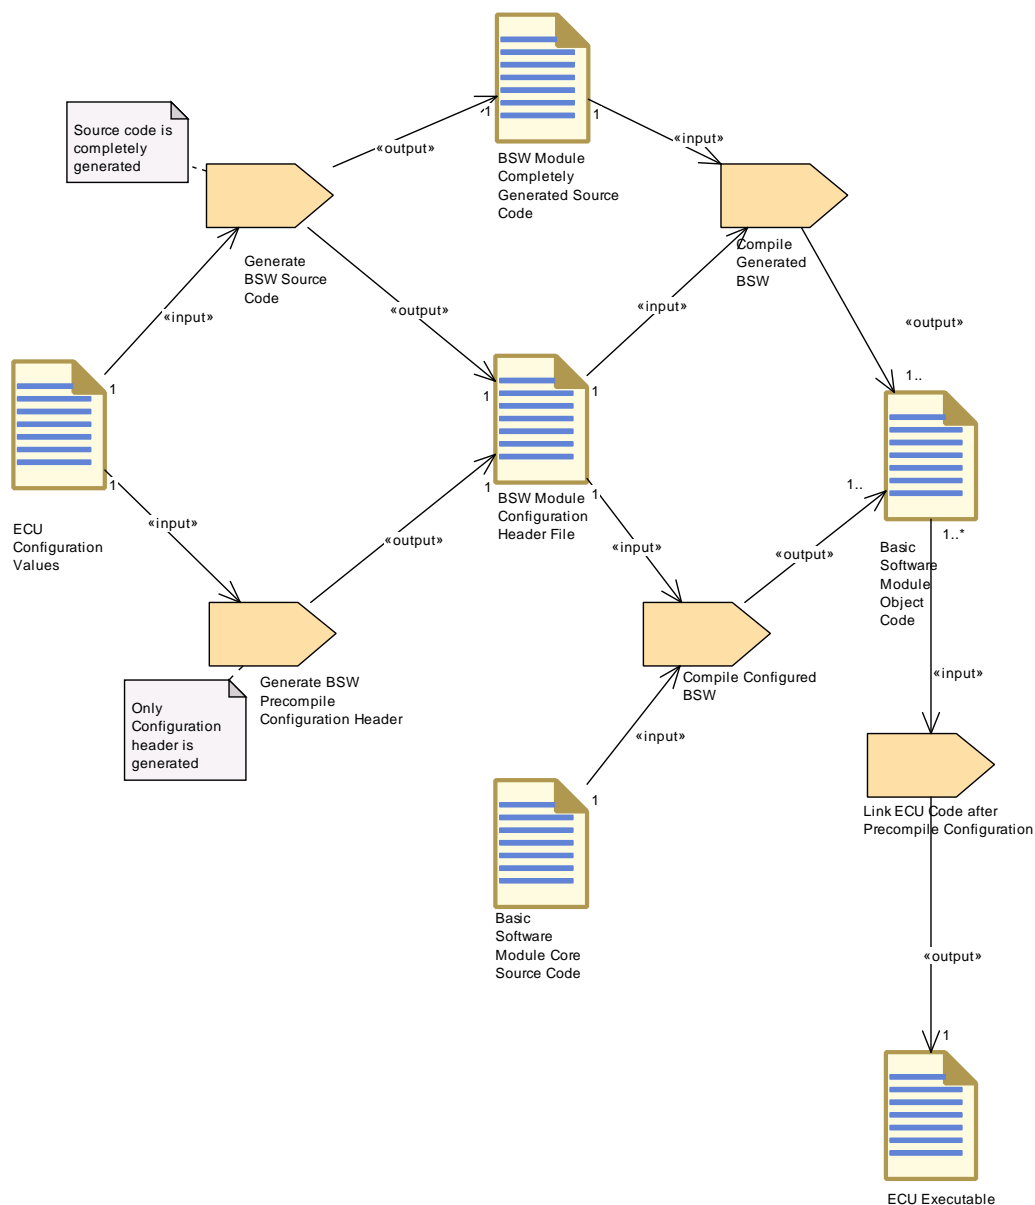 Source code is
completely
generated
«output»
1
1
«input»
BSW Module
Completely
Generated Source
Code
Generate
BSW Source
Code
Compile
Generated
BSW
«input»
«output»
«input»
«output»
1
1
1
1..
ECU
Configuration
Values
1
«input»
1
1
BSW Module
Configuration
Header File
«output»
«input»
1..
«output»
1..*
Basic
Software
Module
Object
Code
Only
Configuration
header is
generated
Generate BSW
Precompile
Configuration Header
Compile Configured
BSW
«input»
«input»
1
Link ECU Code after
Precompile Configuration
Basic
Software
Module Core
Source Code
«output»
1
ECU Executable